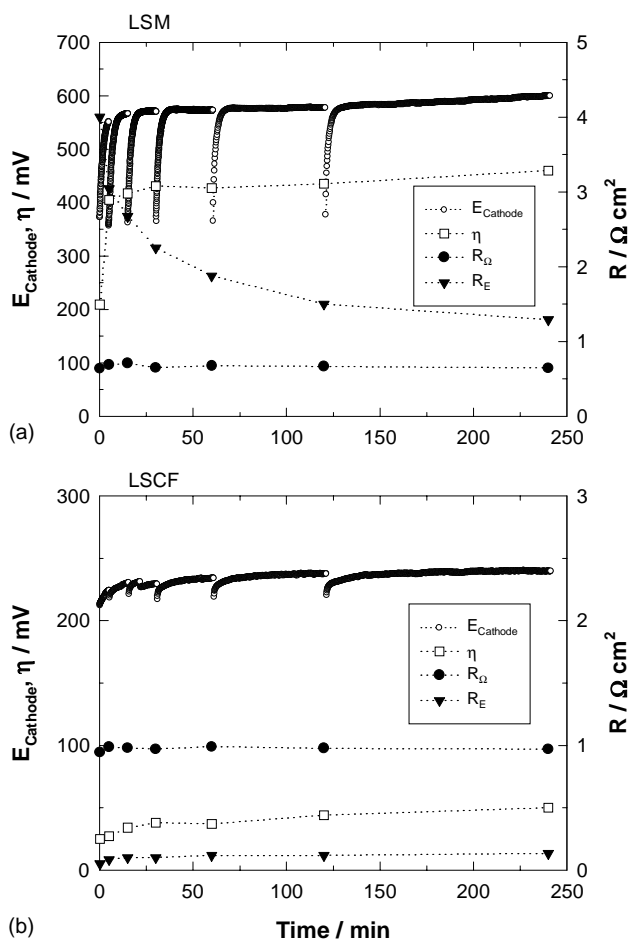 LSM
700
600
500
400
300
200
100
0
E_Cathode, η / mV
5
4
3
2
1
0
R / Ω cm²
E_Cathode
η
R_Ω
R_E
0 50 100 150 200 250
(a)
LSCF
300
200
100
0
E_Cathode, η / mV
3
2
1
0
R / Ω cm²
E_Cathode
η
R_Ω
R_E
0 50 100 150 200 250
(b)
Time / min